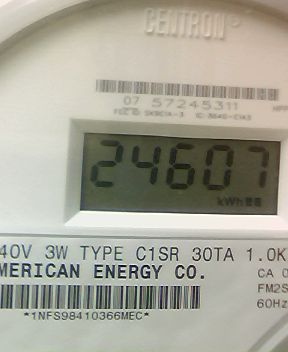 CENTRON
07 57245311
24607
kWh
40V 3W TYPE C1SR 30TA 1.0K
MERICAN ENERGY CO.
CA 0
FM2S
60Hz
*1NFS98410366MEC*